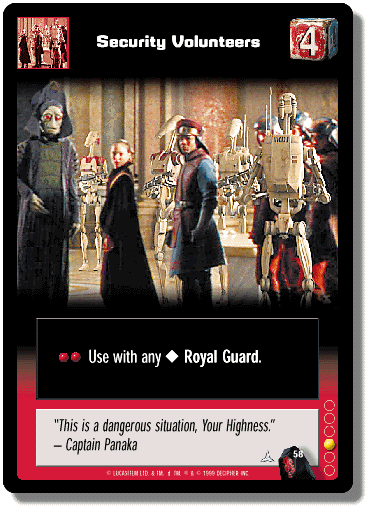 Security Volunteers
4
Use with any ◆ Royal Guard.
"This is a dangerous situation, Your Highness."
– Captain Panaka
58
© LUCASFILM LTD. & TM. ® & © 1999 DECIPHER INC